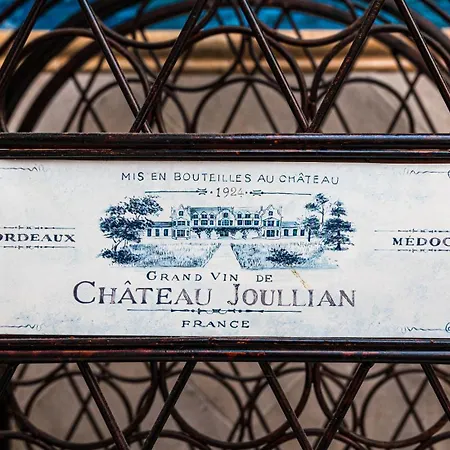 MIS EN BOUTEILLES AU CHÂTEAU
1924
ORDEAUX
MÉDOC
GRAND VIN DE
CHÂTEAU JOULLIAN
FRANCE